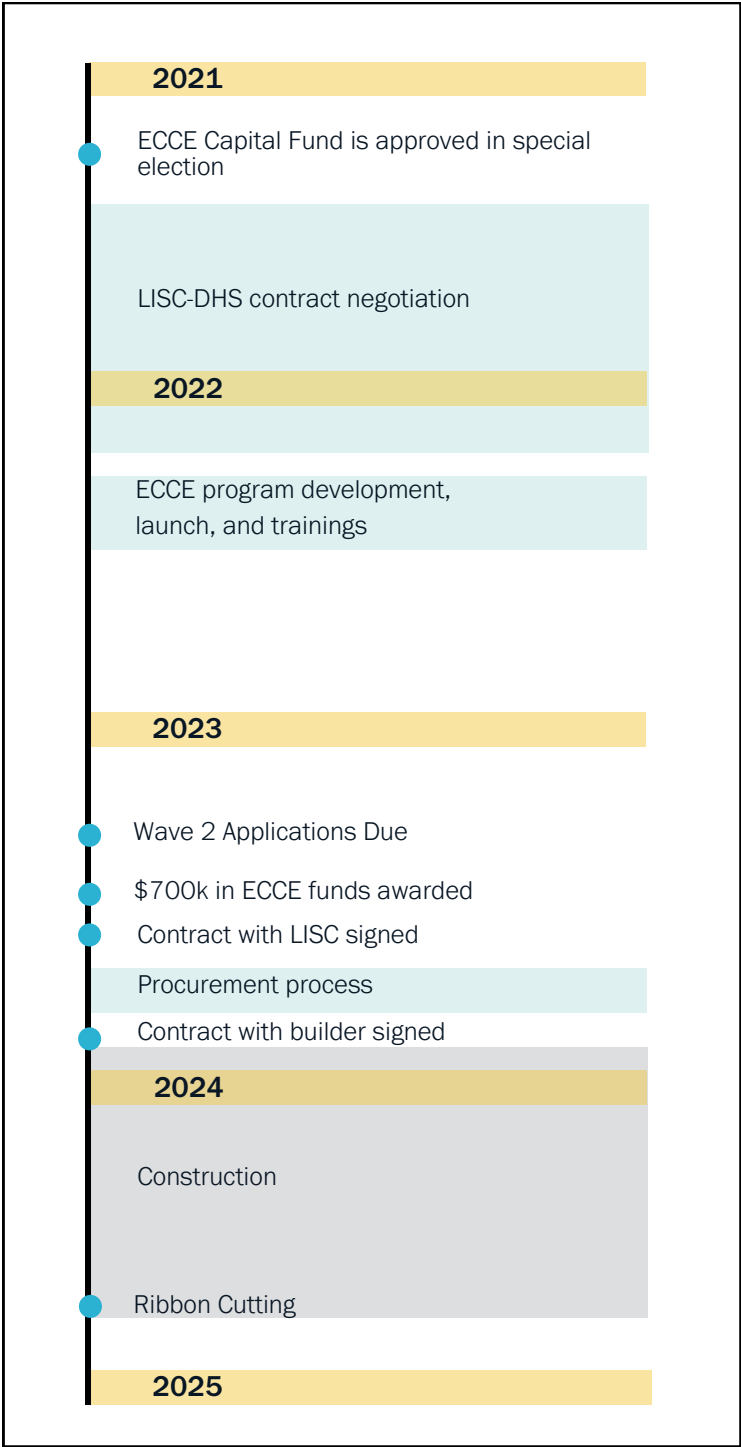 2021
ECCE Capital Fund is approved in special
election
LISC-DHS contract negotiation
2022
ECCE program development,
launch, and trainings
2023
Wave 2 Applications Due
$700k in ECCE funds awarded
Contract with LISC signed
Procurement process
Contract with builder signed
2024
Construction
Ribbon Cutting
2025